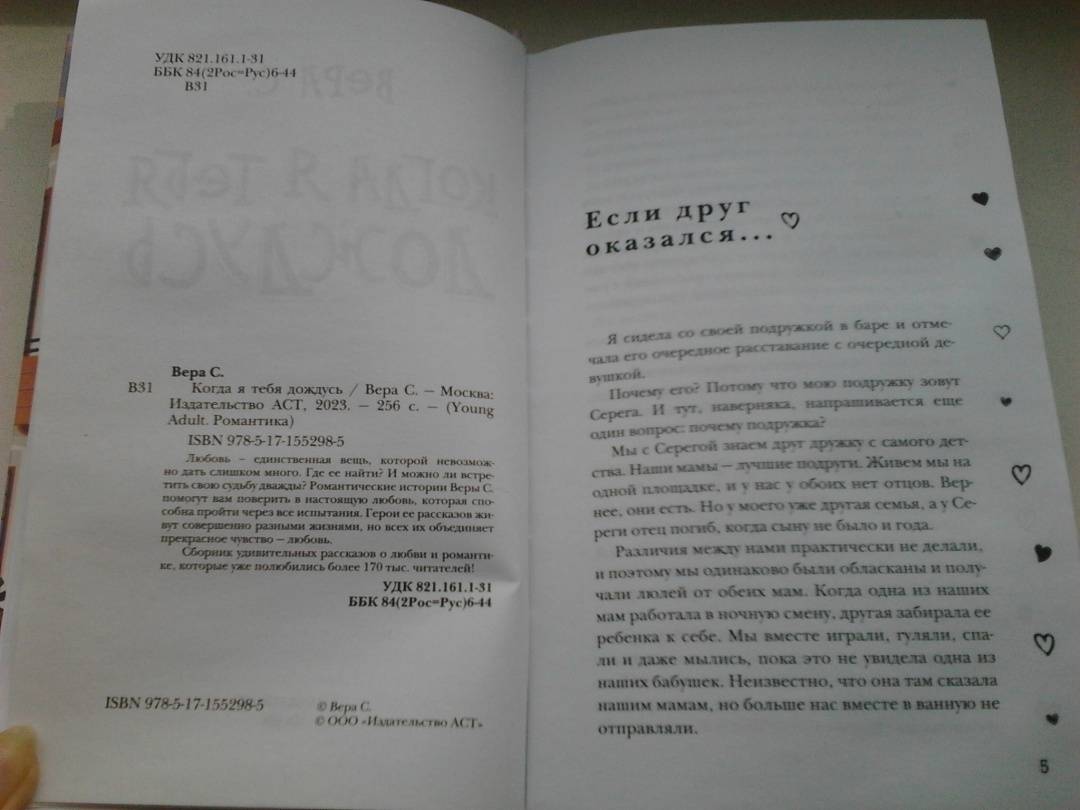 УДК 821.161.1-31
ББК 84(2Рос=Рус)6-44
В31
ВЕРА С.
КОГДА Я ТЕБЯ
ДОЖДУСЬ
Вера С.
В31 Когда я тебя дождусь / Вера С. — Москва:
Издательство АСТ, 2023. — 256 с. — (Young
Adult. Романтика)
ISBN 978-5-17-155298-5
Любовь – единственная вещь, которой невозмож-
но дать слишком много. Где ее найти? И можно ли встре-
тить свою судьбу дважды? Романтические истории Веры С.
помогут вам поверить в настоящую любовь, которая спо-
собна пройти через все испытания. Герои ее рассказов жи-
вут совершенно разными жизнями, но всех их объединяет
прекрасное чувство – любовь.
Сборник удивительных рассказов о любви и романти-
ке, которые уже полюбились более 170 тыс. читателей!
УДК 821.161.1-31
ББК 84(2Рос=Рус)6-44
ISBN 978-5-17-155298-5
© Вера С.
© ООО «Издательство АСТ»
Если друг
оказался...
Я сидела со своей подружкой в баре и отме-
чала его очередное расставание с очередной де-
вушкой.
Почему его? Потому что мою подружку зовут
Серега. И тут, наверняка, напрашивается еще
один вопрос: почему подружка?
Мы с Серегой знаем друг дружку с самого дет-
ства. Наши мамы — лучшие подруги. Живем мы на
одной площадке, и у нас у обоих нет отцов. Вер-
нее, они есть. Но у моего уже другая семья, а у Се-
реги отец погиб, когда сыну не было и года.
Различия между нами практически не делали,
и поэтому мы одинаково были обласканы и полу-
чали люлей от обеих мам. Когда одна из наших
мам работала в ночную смену, другая забирала ее
ребенка к себе. Мы вместе играли, гуляли, спа-
ли и даже мылись, пока это не увидела одна из
наших бабушек. Неизвестно, что она там сказала
нашим мамам, но больше нас вместе в ванную не
отправляли.
5